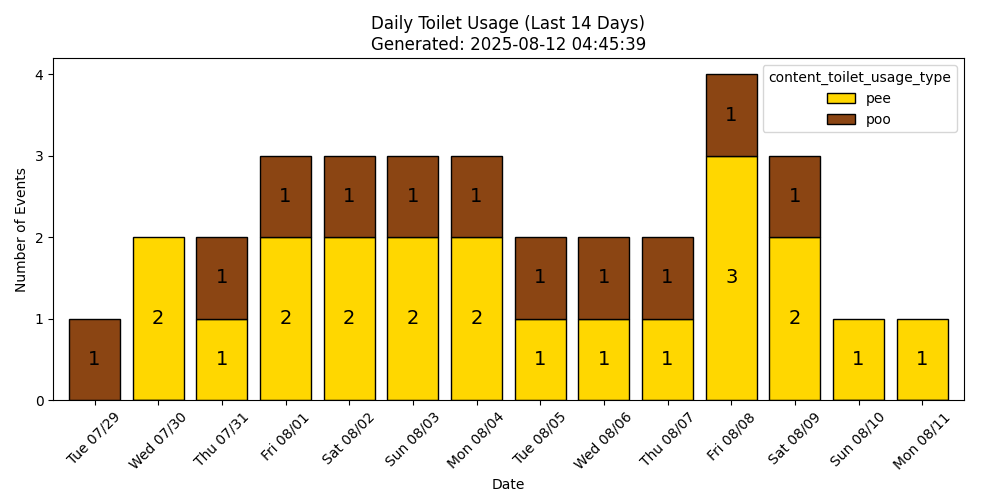 Daily Toilet Usage (Last 14 Days)
Generated: 2025-08-12 04:45:39
content_toilet_usage_type
pee
poo
Number of Events
4
3
2
1
0
1
2
1
1
2
1
2
1
2
1
2
1
1
1
1
1
1
1
3
1
2
1
1
1
Tue 07/29
Wed 07/30
Thu 07/31
Fri 08/01
Sat 08/02
Sun 08/03
Mon 08/04
Tue 08/05
Wed 08/06
Thu 08/07
Fri 08/08
Sat 08/09
Sun 08/10
Mon 08/11
Date